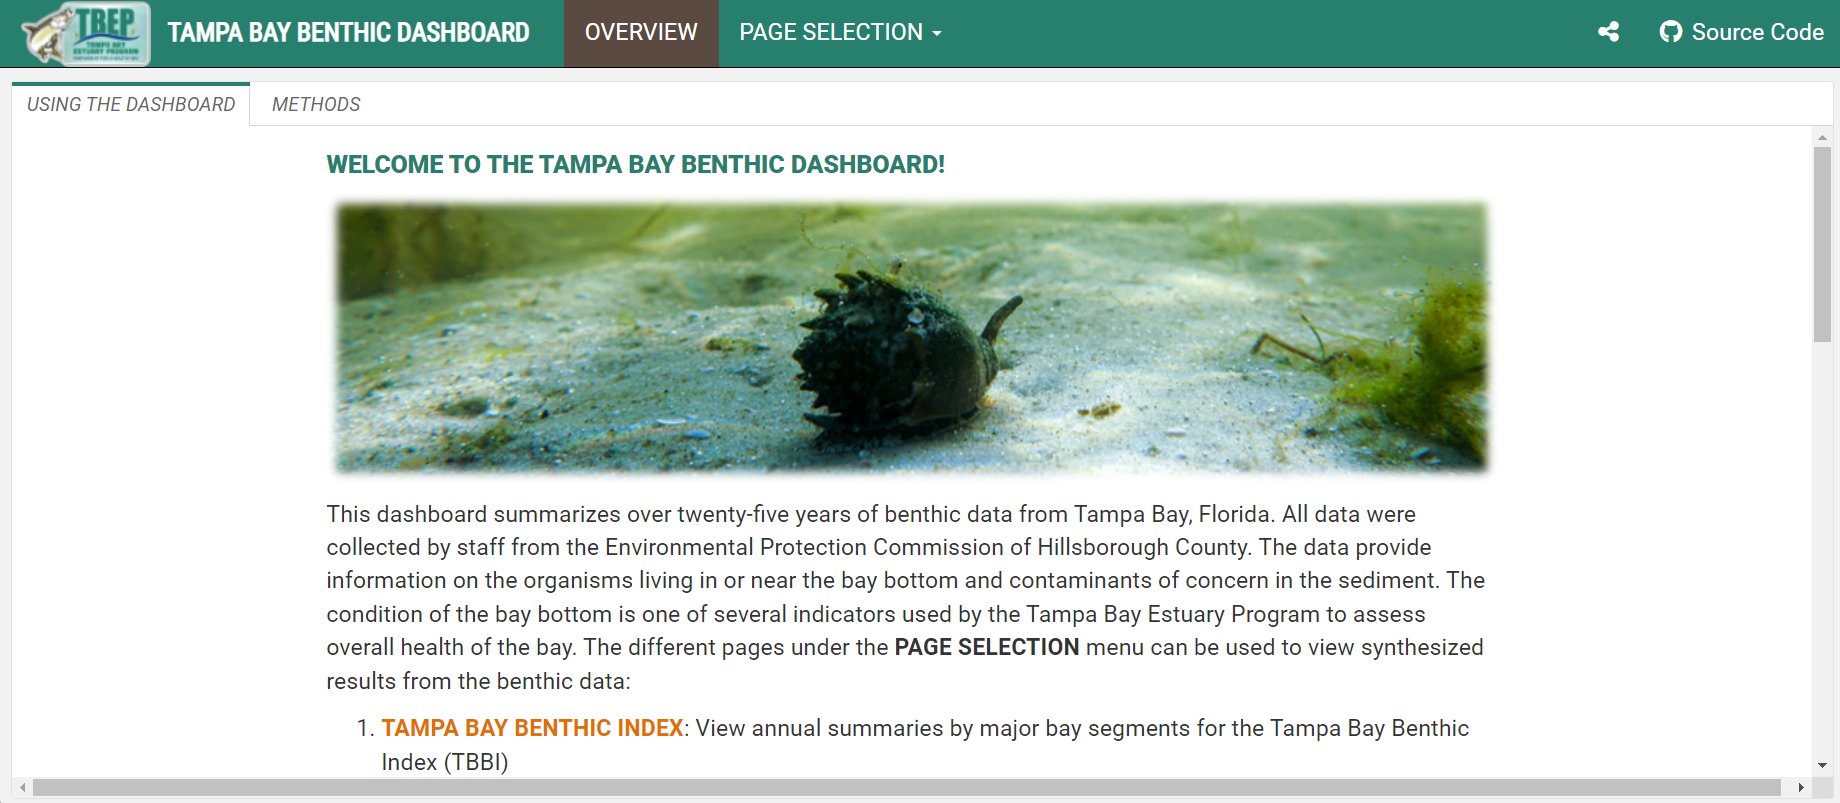 TBEP
TAMPA BAY
ESTUARY PROGRAM
TAMPA BAY BENTHIC DASHBOARD
OVERVIEW
PAGE SELECTION
Source Code
USING THE DASHBOARD
METHODS
WELCOME TO THE TAMPA BAY BENTHIC DASHBOARD!
This dashboard summarizes over twenty-five years of benthic data from Tampa Bay, Florida. All data were
collected by staff from the Environmental Protection Commission of Hillsborough County. The data provide
information on the organisms living in or near the bay bottom and contaminants of concern in the sediment. The
condition of the bay bottom is one of several indicators used by the Tampa Bay Estuary Program to assess
overall health of the bay. The different pages under the PAGE SELECTION menu can be used to view synthesized
results from the benthic data:
1. TAMPA BAY BENTHIC INDEX: View annual summaries by major bay segments for the Tampa Bay Benthic
Index (TBBI)